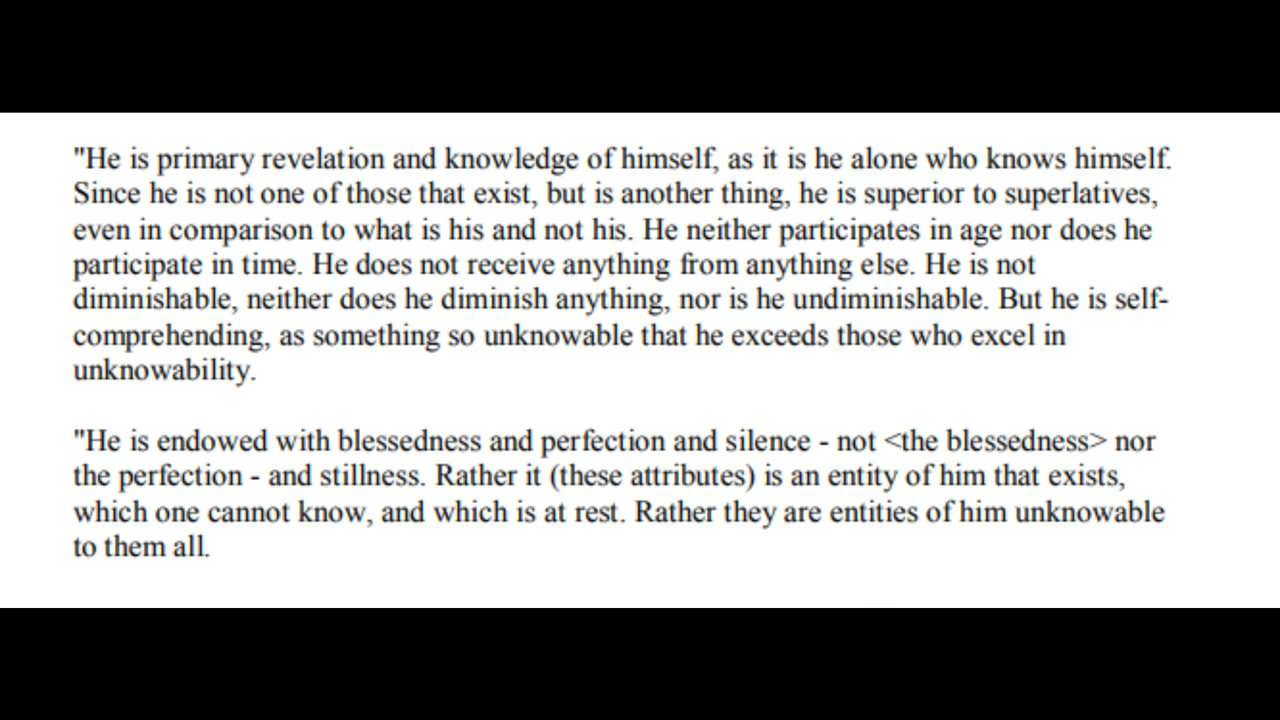 "He is primary revelation and knowledge of himself, as it is he alone who knows himself.
Since he is not one of those that exist, but is another thing, he is superior to superlatives,
even in comparison to what is his and not his. He neither participates in age nor does he
participate in time. He does not receive anything from anything else. He is not
diminishable, neither does he diminish anything, nor is he undiminishable. But he is self-
comprehending, as something so unknowable that he exceeds those who excel in
unknowability.
"He is endowed with blessedness and perfection and silence - not <the blessedness> nor
the perfection - and stillness. Rather it (these attributes) is an entity of him that exists,
which one cannot know, and which is at rest. Rather they are entities of him unknowable
to them all.